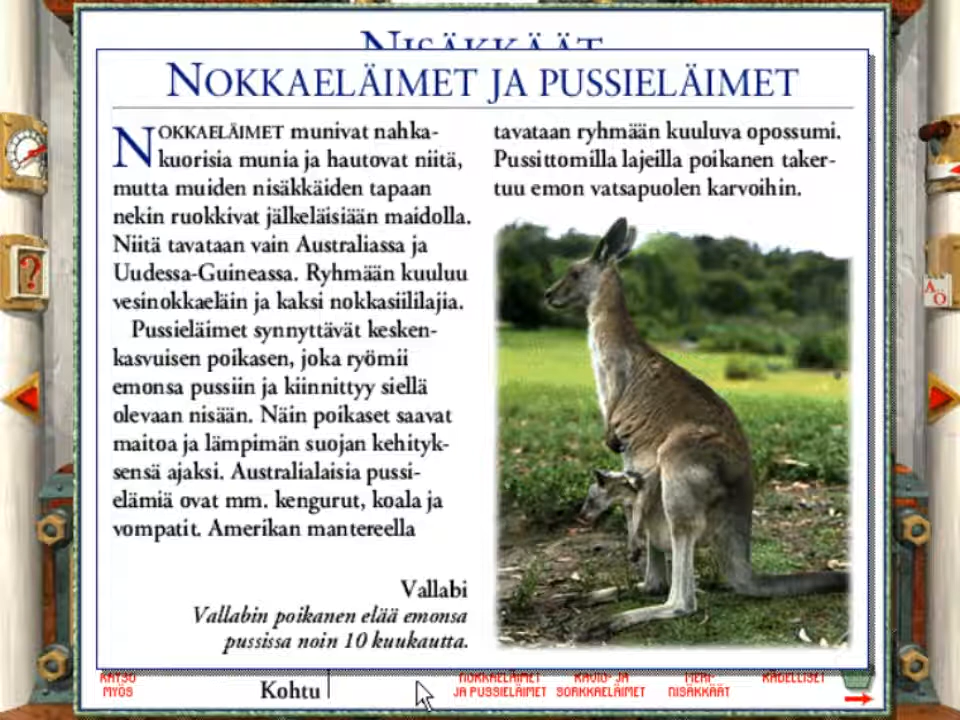 NISÄKKÄÄT
NOKKAELÄIMET JA PUSSIELÄIMET
NOKKAELÄIMET munivat nahka-
kuorisia munia ja hautovat niitä,
mutta muiden nisäkkäiden tapaan
nekin ruokkivat jälkeläisiään maidolla.
Niitä tavataan vain Australiassa ja
Uudessa-Guineassa. Ryhmään kuuluu
vesinokkaeläin ja kaksi nokkasiililajia.
Pussieläimet synnyttävät kesken-
kasvuisen poikasen, joka ryömii
emonsa pussiin ja kiinnittyy siellä
olevaan nisään. Näin poikaset saavat
maitoa ja lämpimän suojan kehityk-
sensä ajaksi. Australialaisia pussi-
elämiä ovat mm. kengurut, koala ja
vompatit. Amerikan mantereella
tavataan ryhmään kuuluva opossumi.
Pussittomilla lajeilla poikanen taker-
tuu emon vatsapuolen karvoihin.
Vallabi
Vallabin poikanen elää emonsa
pussissa noin 10 kuukautta.
?
A
Ö
KATSO
MYÖS
Kohtu
NOKKAELÄIMET
JA PUSSIELÄIMET
KAVIO- JA
SORKKAELÄIMET
MERI-
NISÄKKÄÄT
KÄDELLISET